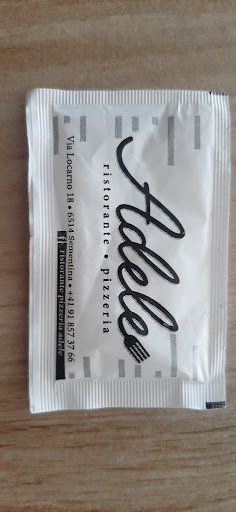 Adele
ristorante • pizzeria
Via Locarno 18 • 6514 Sementina • +41 91 857 37 66
f ristorante pizzeria adele